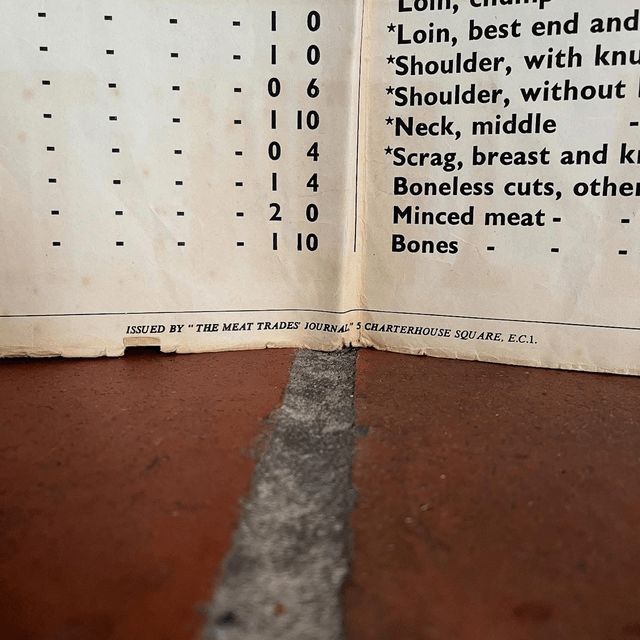 - - - - 1 0
- - - - 1 0
- - - - 0 6
- - - - 1 10
- - - - 0 4
- - - - 1 4
- - - - 2 0
- - - - 1 10
Loin, chump
*Loin, best end and
*Shoulder, with knu
*Shoulder, without
*Neck, middle -
*Scrag, breast and kn
Boneless cuts, other
Minced meat - -
Bones - - -
ISSUED BY "THE MEAT TRADES' JOURNAL" 5 CHARTERHOUSE SQUARE, E.C.1.